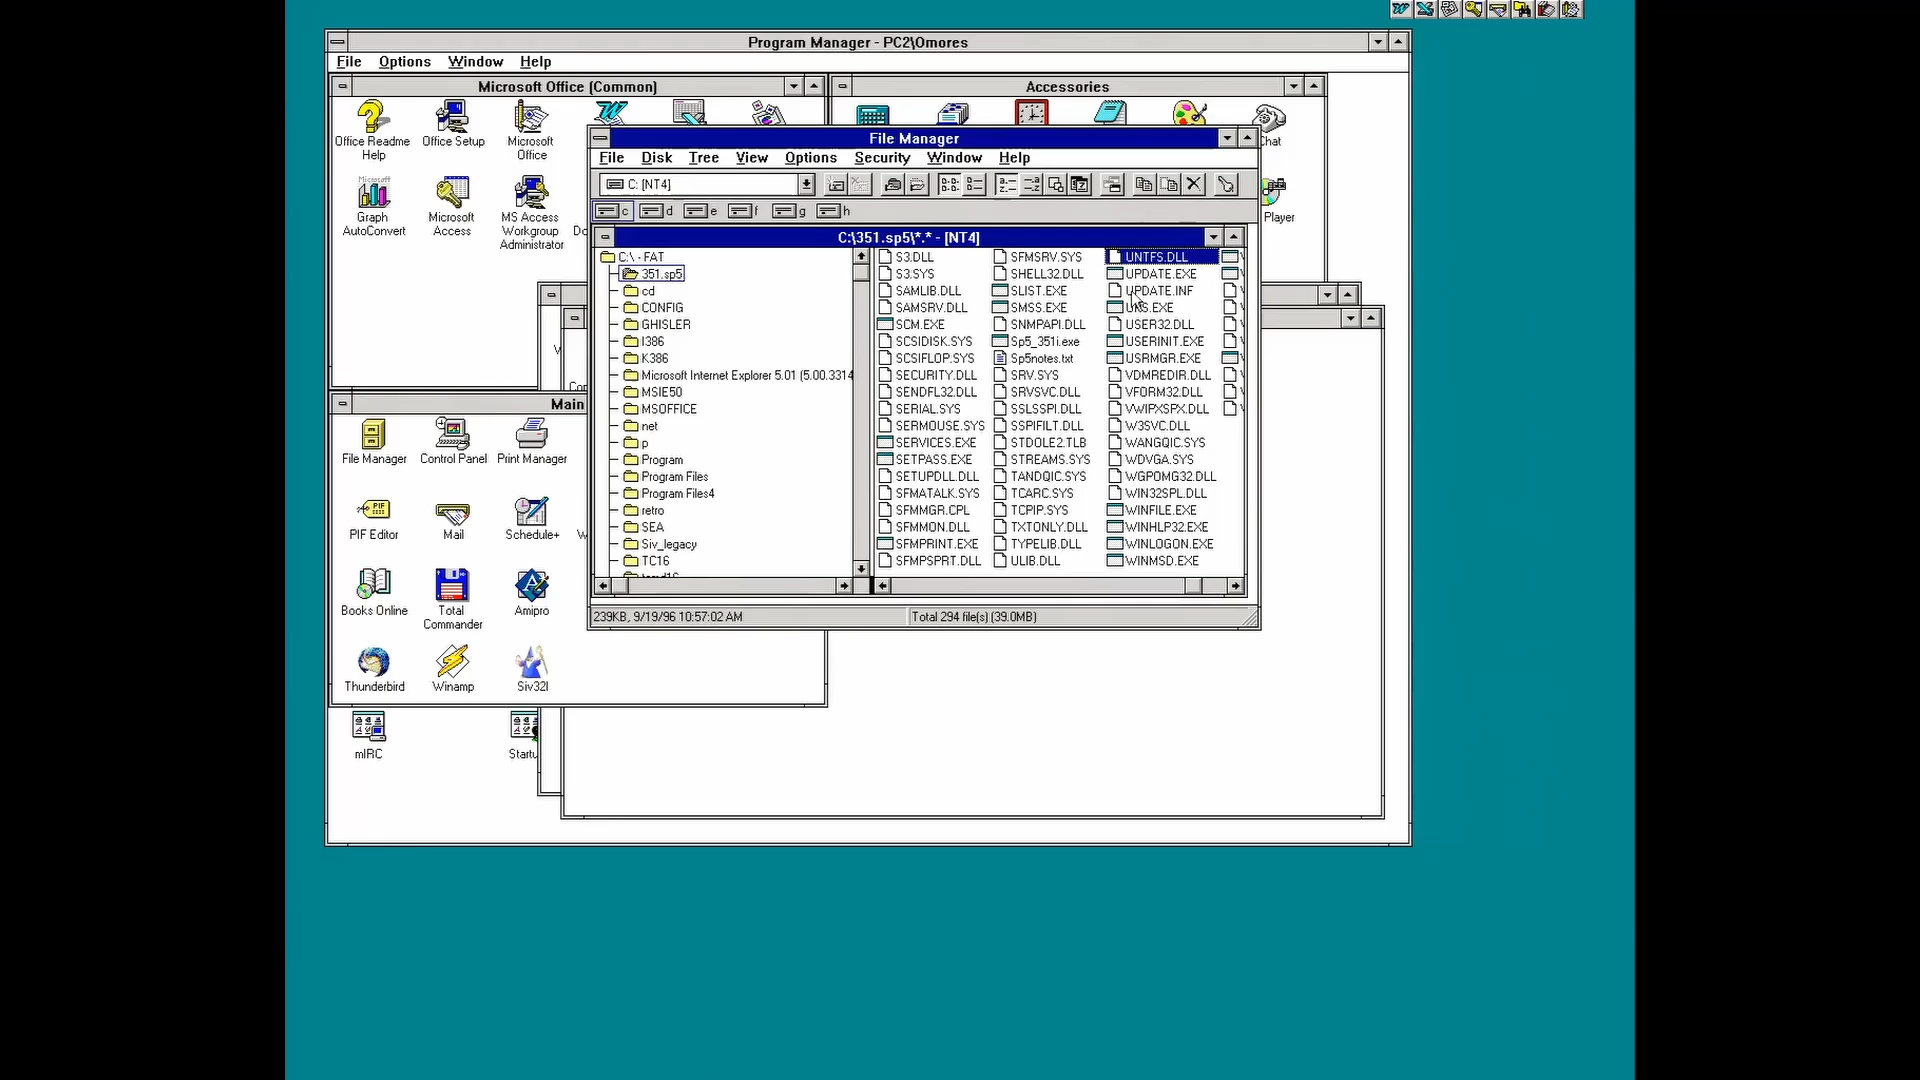 Program Manager - PC2\Omores
File Options Window Help
Microsoft Office (Common)
Accessories
Office Readme Help
Office Setup
Microsoft Office
Graph AutoConvert
Microsoft Access
MS Access Workgroup Administrator
Chat
Player
File Manager
File Disk Tree View Options Security Window Help
C: [NT4]
c d e f g h
C:\351.sp5\*.* - [NT4]
C:\ - FAT
351.sp5
cd
CONFIG
GHISLER
I386
K386
Microsoft Internet Explorer 5.01 (5.00.3314
MSIE50
MSOFFICE
net
p
Program
Program Files
Program Files4
retro
SEA
Siv_legacy
TC16
S3.DLL
S3.SYS
SAMLIB.DLL
SAMSRV.DLL
SCM.EXE
SCSIDISK.SYS
SCSIFLOP.SYS
SECURITY.DLL
SENDFL32.DLL
SERIAL.SYS
SERMOUSE.SYS
SERVICES.EXE
SETPASS.EXE
SETUPDLL.DLL
SFMATALK.SYS
SFMMGR.CPL
SFMMON.DLL
SFMPRINT.EXE
SFMPSPRT.DLL
SFMSRV.SYS
SHELL32.DLL
SLIST.EXE
SMSS.EXE
SNMPAPI.DLL
Sp5_351i.exe
Sp5notes.txt
SRV.SYS
SRVSVC.DLL
SSLSSPI.DLL
SSPIFILT.DLL
STDOLE2.TLB
STREAMS.SYS
TANDQIC.SYS
TCARC.SYS
TCPIP.SYS
TXTONLY.DLL
TYPELIB.DLL
ULIB.DLL
UNTFS.DLL
UPDATE.EXE
UPDATE.INF
USER32.DLL
USERINIT.EXE
USRMGR.EXE
VDMREDIR.DLL
VFORM32.DLL
VWIPXSPX.DLL
W3SVC.DLL
WANGQIC.SYS
WDVGA.SYS
WGPOMG32.DLL
WIN32SPL.DLL
WINFILE.EXE
WINHLP32.EXE
WINLOGON.EXE
WINMSD.EXE
239KB, 9/19/96 10:57:02 AM
Total 294 file(s) (39.0MB)
Main
File Manager
Control Panel
Print Manager
PIF Editor
Mail
Schedule+
Books Online
Total Commander
Amipro
Thunderbird
Winamp
Siv32l
mIRC
Startu